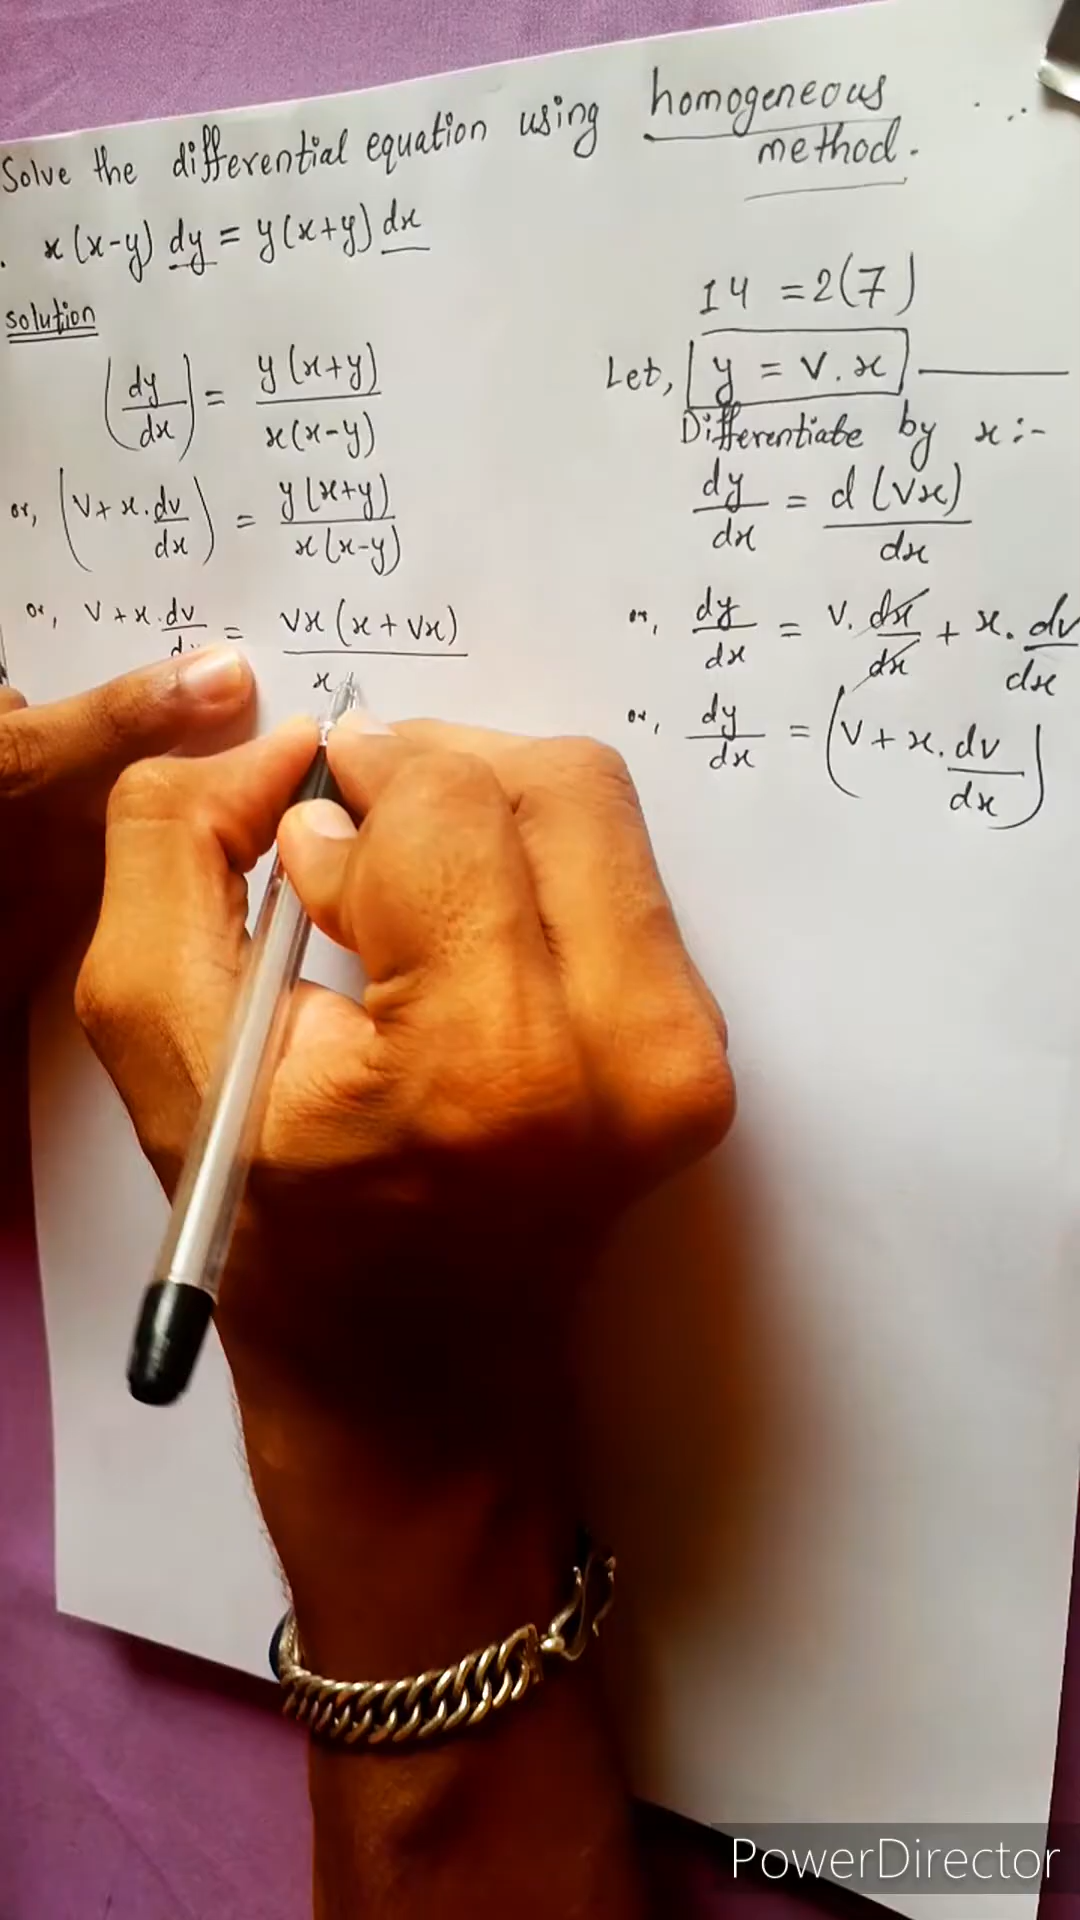 Solve the differential equation using homogeneous method.
. x(x-y) dy = y(x+y) dx
solution
(dy/dx) = y(x+y)/x(x-y)
or, (V + x.dv/dx) = y(x+y)/x(x-y)
or, V + x.dv/d = Vx(x + Vx)/x
14 = 2(7)
Let, y = V.x
Differentiate by x:-
dy/dx = d(Vx)/dx
or, dy/dx = V.dx/dx + x.dv/dx
or, dy/dx = (V + x.dv/dx)
PowerDirector